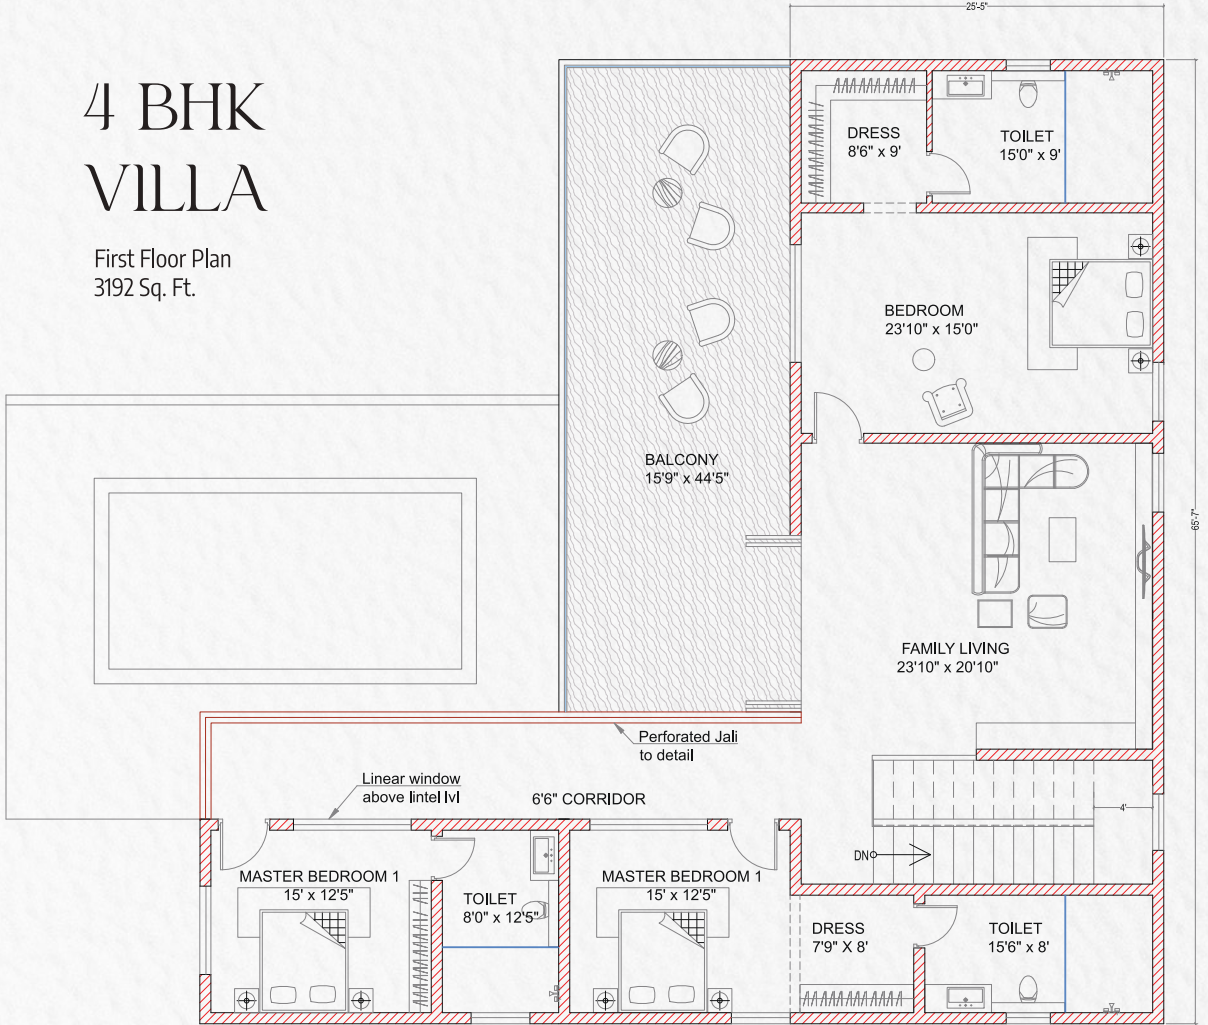 25'-5"
4 BHK
VILLA
First Floor Plan
3192 Sq. Ft.
DRESS
8'6" x 9'
TOILET
15'0" x 9'
BEDROOM
23'10" x 15'0"
BALCONY
15'9" x 44'5"
65'-7"
FAMILY LIVING
23'10" x 20'10"
Perforated Jali
to detail
Linear window
above lintel lvl
6'6" CORRIDOR
4'
DN
MASTER BEDROOM 1
15' x 12'5"
TOILET
8'0" x 12'5"
MASTER BEDROOM 1
15' x 12'5"
DRESS
7'9" X 8'
TOILET
15'6" x 8'